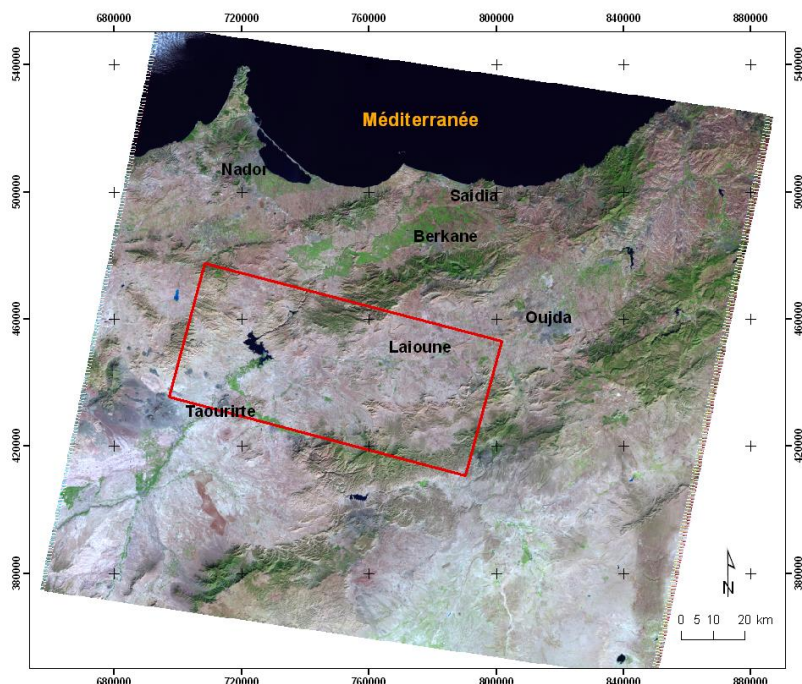 680000 720000 760000 800000 840000 880000
540000 540000
Méditerranée
Nador
500000 500000
Saidia
Berkane
460000 460000
Oujda
Laioune
Taourirte
420000 420000
380000 380000
N
0 5 10 20 km
680000 720000 760000 800000 840000 880000